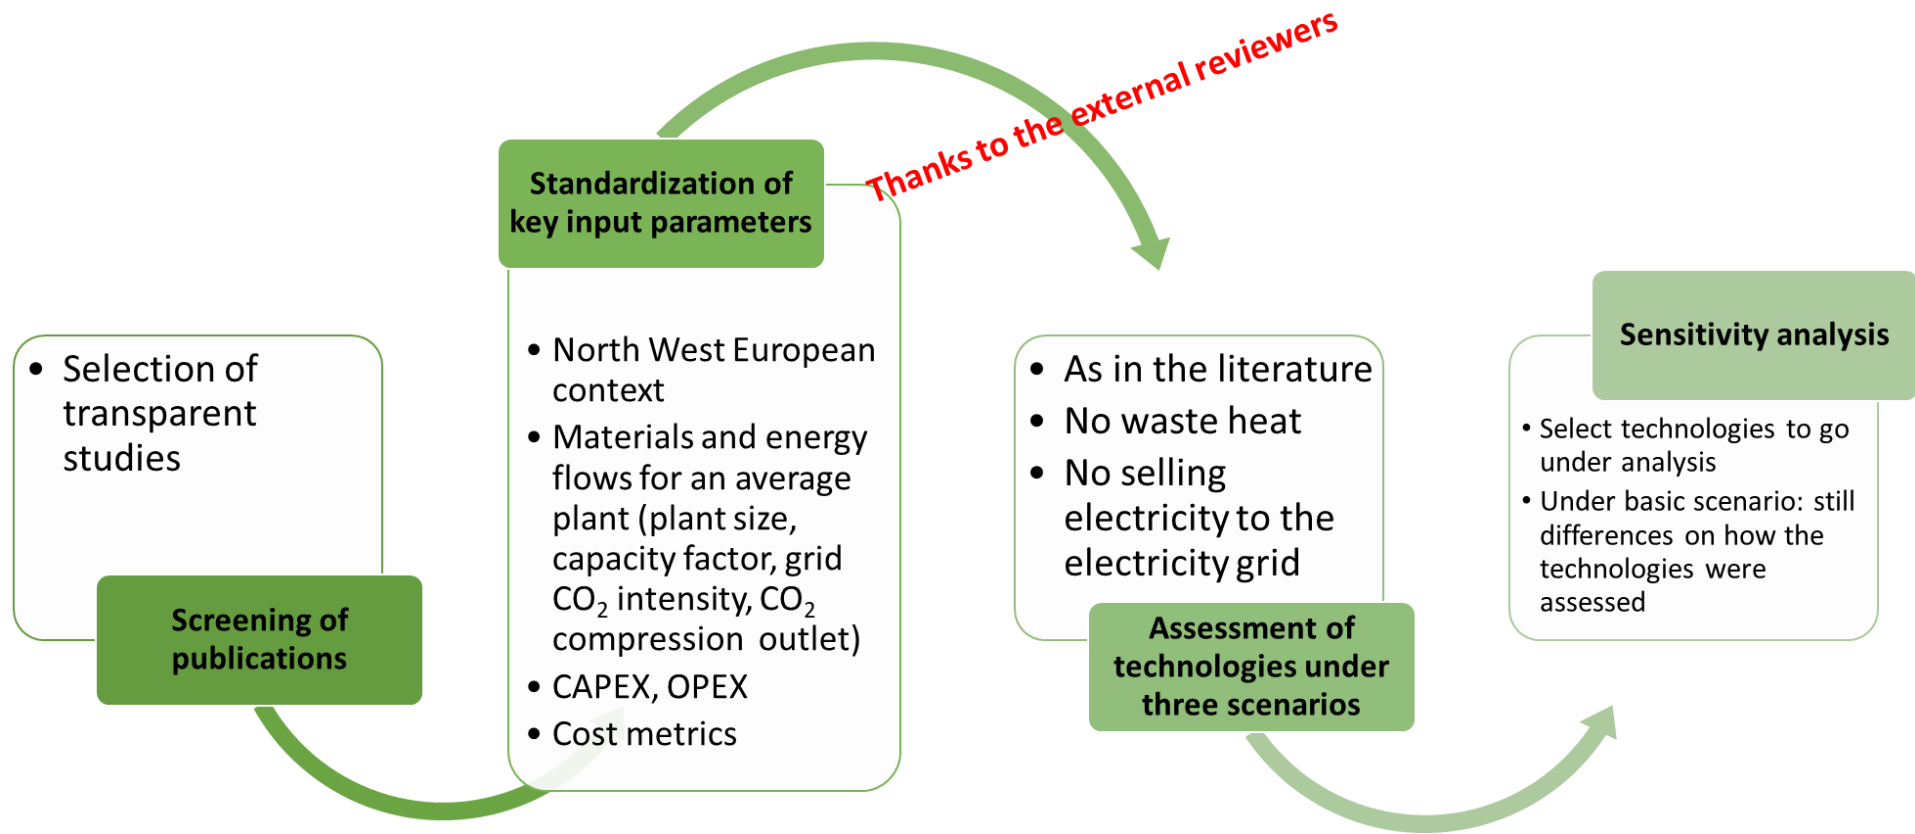 • Selection of
transparent
studies
Screening of
publications
Standardization of
key input parameters
• North West European
context
• Materials and energy
flows for an average
plant (plant size,
capacity factor, grid
CO₂ intensity, CO₂
compression outlet)
• CAPEX, OPEX
• Cost metrics
Thanks to the external reviewers
• As in the literature
• No waste heat
• No selling
electricity to the
electricity grid
Assessment of
technologies under
three scenarios
Sensitivity analysis
• Select technologies to go
under analysis
• Under basic scenario: still
differences on how the
technologies were
assessed